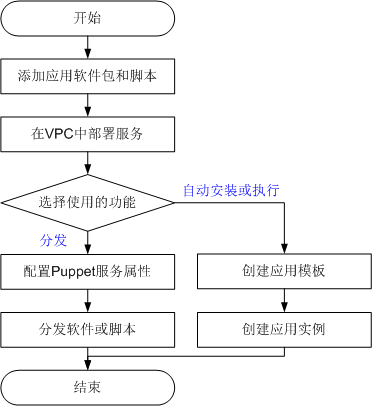 开始
添加应用软件包和脚本
在VPC中部署服务
选择使用的功能
自动安装或执行
分发
配置Puppet服务属性
创建应用模板
分发软件或脚本
创建应用实例
结束